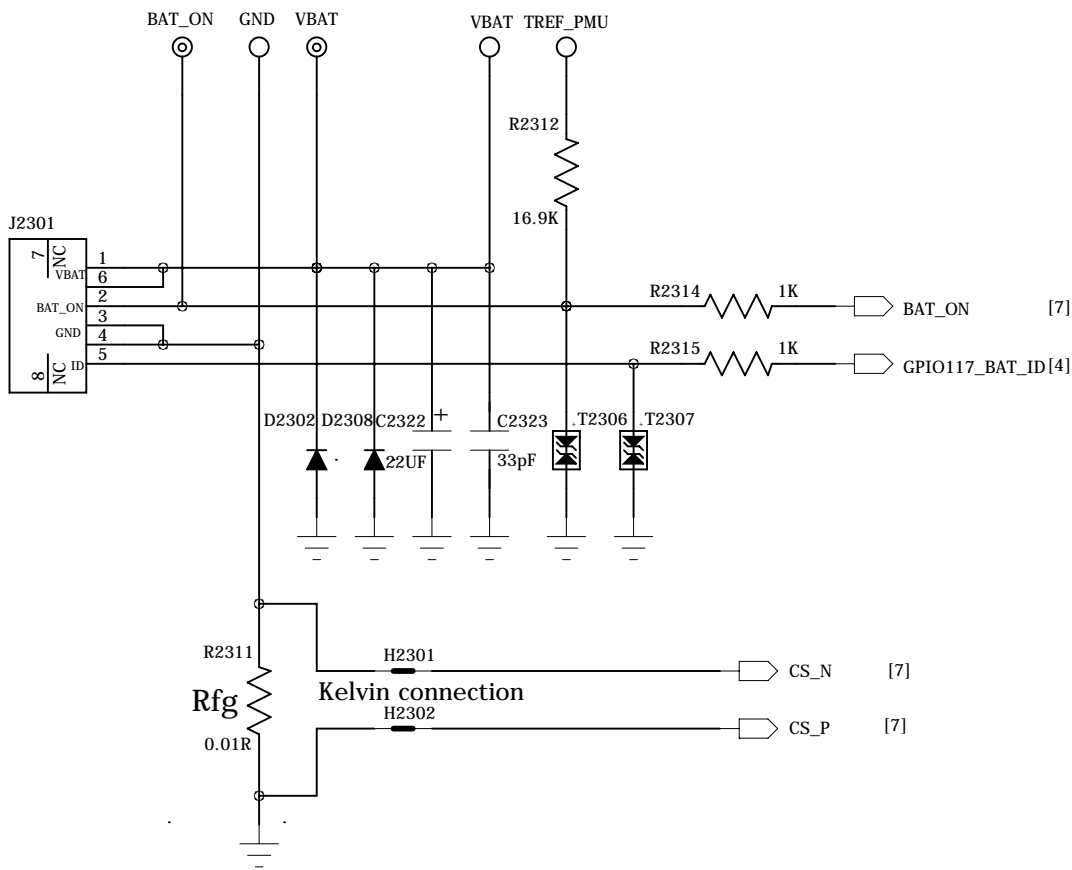 BAT_ON GND VBAT VBAT TREF_PMU
R2312
16.9K
J2301
7
NC
1
VBAT
6
2
BAT_ON
3
GND
4
5
ID
8
NC
R2314 1K BAT_ON [7]
R2315 1K GPIO117_BAT_ID [4]
D2302 D2308 C2322 + C2323 T2306 T2307
22UF 33pF
R2311
Rfg
0.01R
H2301 CS_N [7]
Kelvin connection
H2302 CS_P [7]